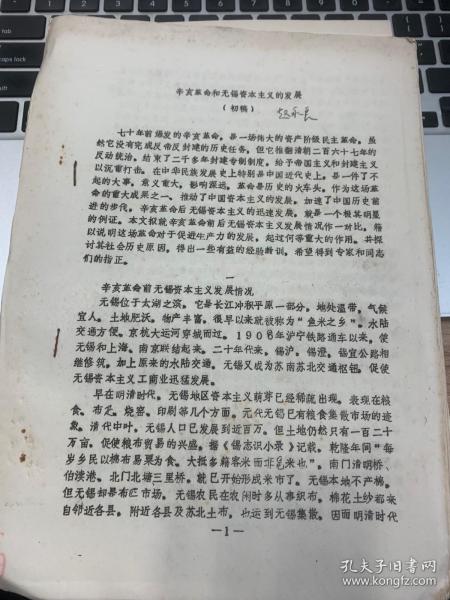 辛亥革命和无锡资本主义的发展
（初稿）
七十年前爆发的辛亥革命，是一场伟大的资产阶级民主革命。虽
然它没有完成反帝反封建的历史任务，但它推翻清朝二百六十七年的
反动统治，结束了二千多年封建专制制度，给予帝国主义和封建主义
以沉重打击。在中华民族发展史上特别是中国近代史上，是一件了不
起的大事，意义重大，影响深远。革命是历史的火车头，作为这场革
命的重大成果之一，推动了中国资本主义的发展，加速了中国历史前
进的步伐，辛亥革命后无锡资本主义的迅速发展，就是一个极其明显
的例证。本文拟就辛亥革命前后无锡资本主义发展情况作一对比，藉
以说明这场革命对于促进生产力的发展，起过何等重大的作用。并探
讨其社会历史原因，得出一些有益的经验教训，希望得到专家和同志
们的指正。
一
辛亥革命前无锡资本主义发展情况
无锡位于太湖之滨，它是长江冲积平原一部分，地处温带，气候
宜人。土地肥沃。物产丰富。很早以来就被称为“鱼米之乡”。水陆
交通方便。京杭大运河穿城而过。1908年沪宁铁路通车以来，使
无锡和上海、南京联结起来。二十年代来，锡沪，锡澄，锡宜公路相
继修筑。加上原来的水陆交通。无锡又成为苏南苏北交通枢纽。促使
无锡资本主义工商业迅猛发展。
早在明清时代，无锡地区资本主义萌芽已经稀疏出现，表现在粮
食、布疋、烧窑、印刷等几个方面。元代无锡已有粮食集散市场的迹
象。清代中叶。无锡人口已发展到近百万。但土地仍然只有一百二十
万亩。促使粮布贸易的兴盛。据《锡志识小录》记载。乾隆年间“每
岁乡民以棉布易粟为食。大抵多籍客米而非邑米也”。南门清明桥、
伯渎港。北门北塘三里桥。就已开始形成米市了。无锡本地不产棉。
但无锡却是布疋市场。无锡农民在农闲时多从事织布。棉花土纱都来
自邻近各县。附近各县及苏北土布，也运到无锡集散。因而明清时代
—1—
孔夫子旧书网